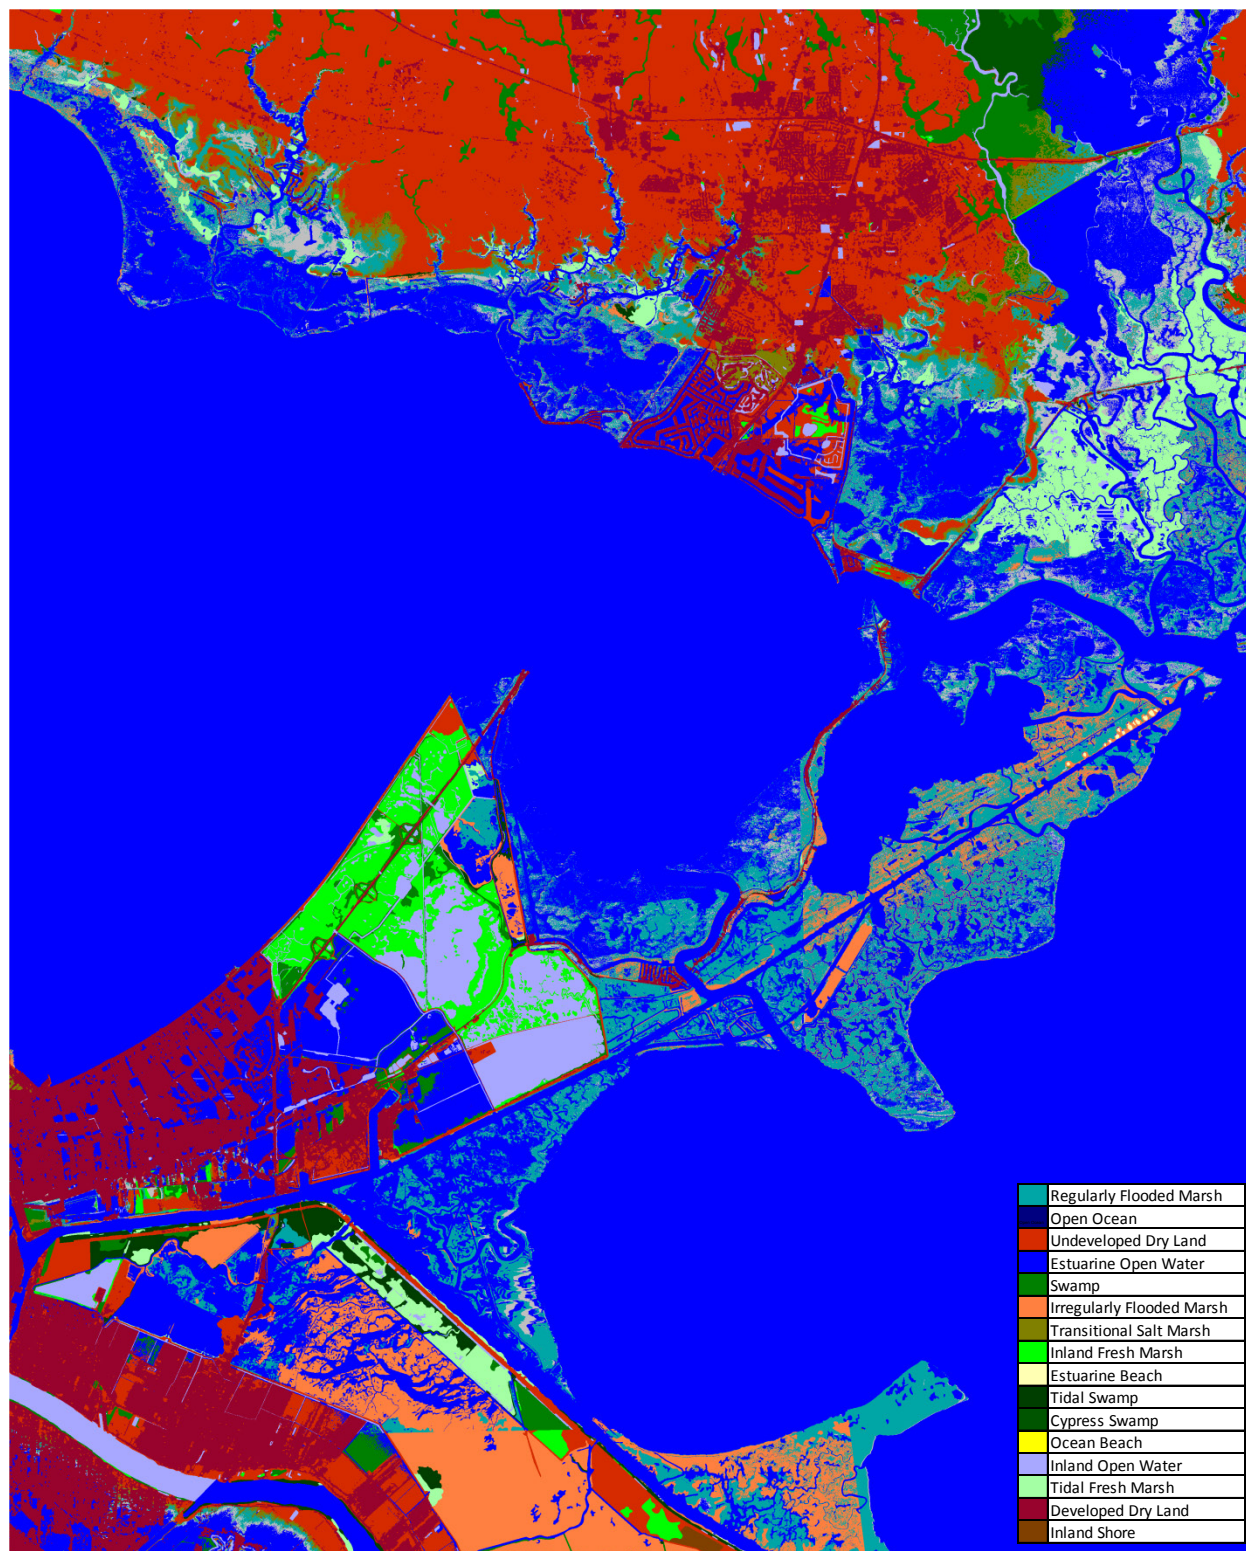 Regularly Flooded Marsh
Open Ocean
Undeveloped Dry Land
Estuarine Open Water
Swamp
Irregularly Flooded Marsh
Transitional Salt Marsh
Inland Fresh Marsh
Estuarine Beach
Tidal Swamp
Cypress Swamp
Ocean Beach
Inland Open Water
Tidal Fresh Marsh
Developed Dry Land
Inland Shore